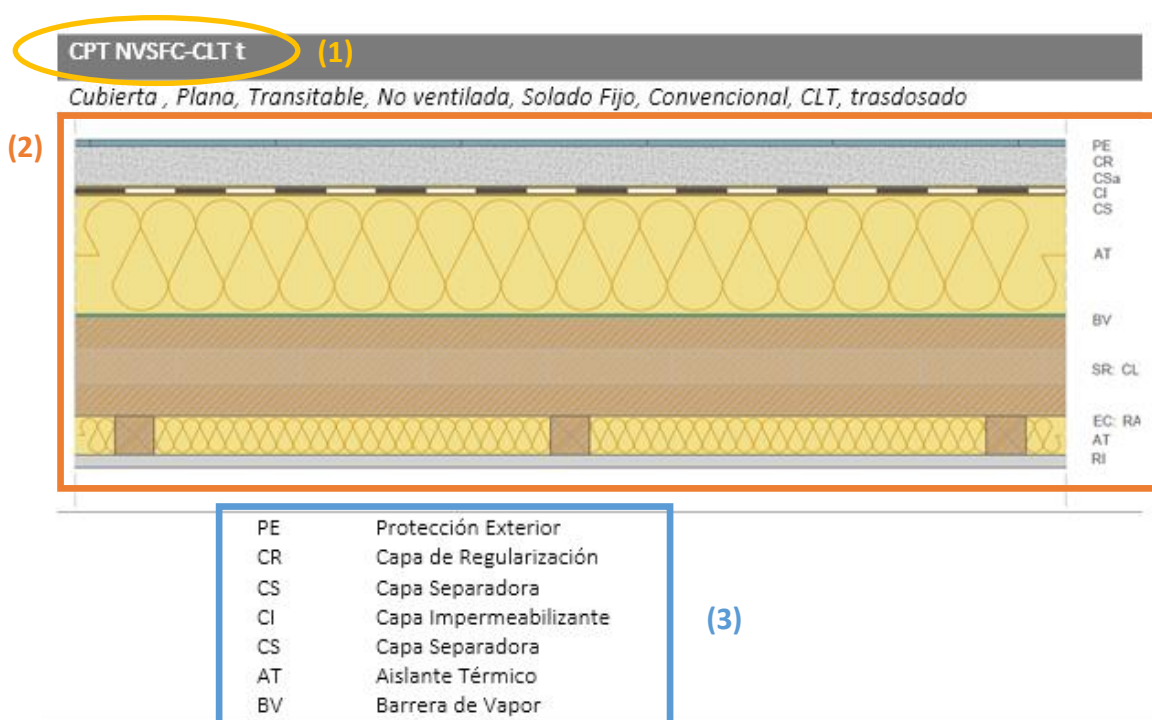 CPT NVSFC-CLT t (1)
Cubierta , Plana, Transitable, No ventilada, Solado Fijo, Convencional, CLT, trasdosado
(2)
PE
CR
CSa
CI
CS
AT
BV
SR: CL
EC: RA
AT
RI
PE Protección Exterior
CR Capa de Regularización
CS Capa Separadora
CI Capa Impermeabilizante
CS Capa Separadora
AT Aislante Térmico
BV Barrera de Vapor
(3)